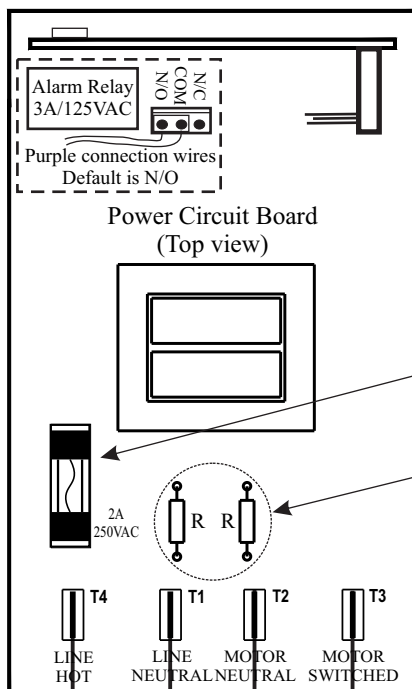 Alarm Relay
3A/125VAC
N/O
COM
N/C
Purple connection wires
Default is N/O
Power Circuit Board
(Top view)
2A
250VAC
R
R
T4
T1
T2
T3
LINE
HOT
LINE
NEUTRAL
MOTOR
NEUTRAL
MOTOR
SWITCHED